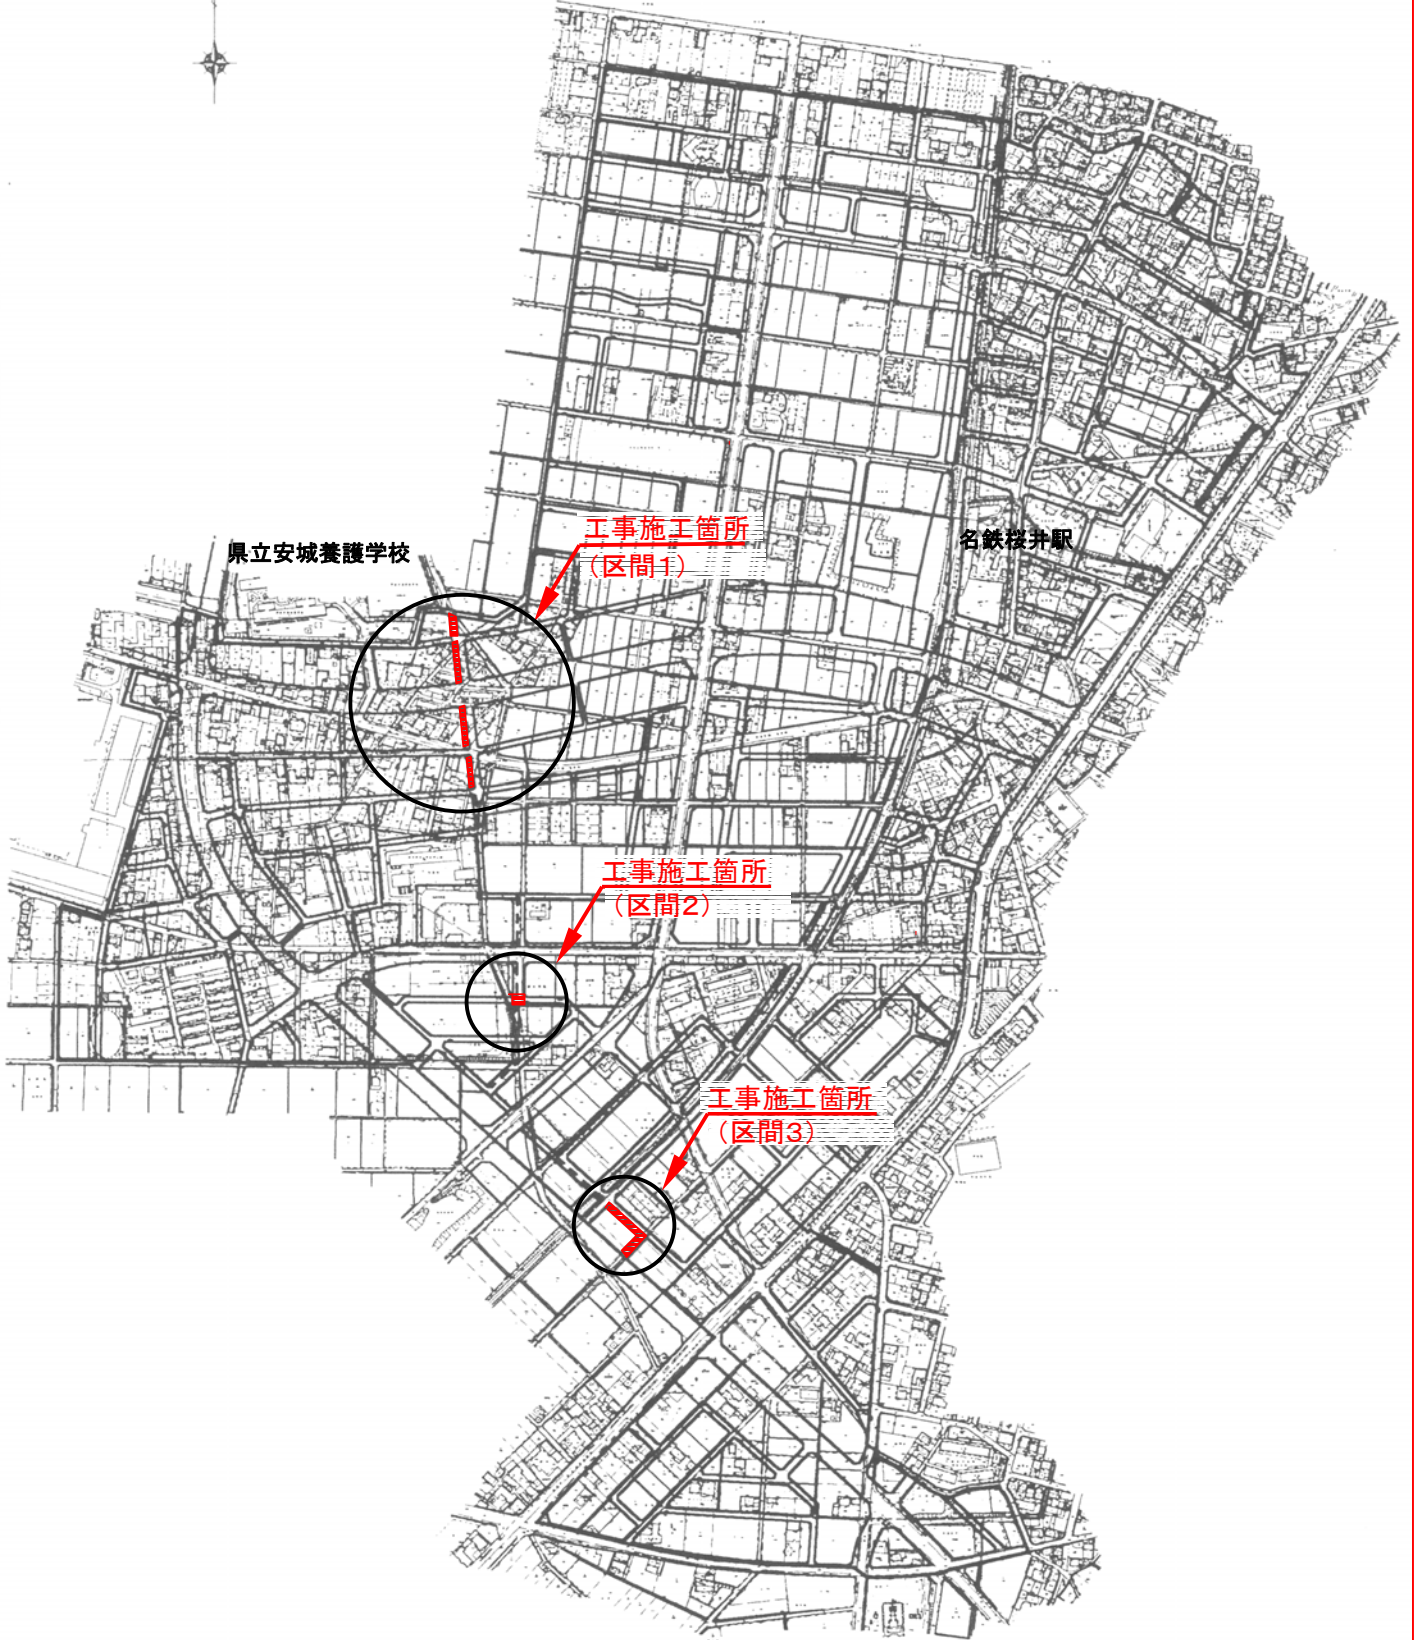 工事施工箇所
（区間1）
県立安城養護学校
名鉄桜井駅
工事施工箇所
（区間2）
工事施工箇所
（区間3）